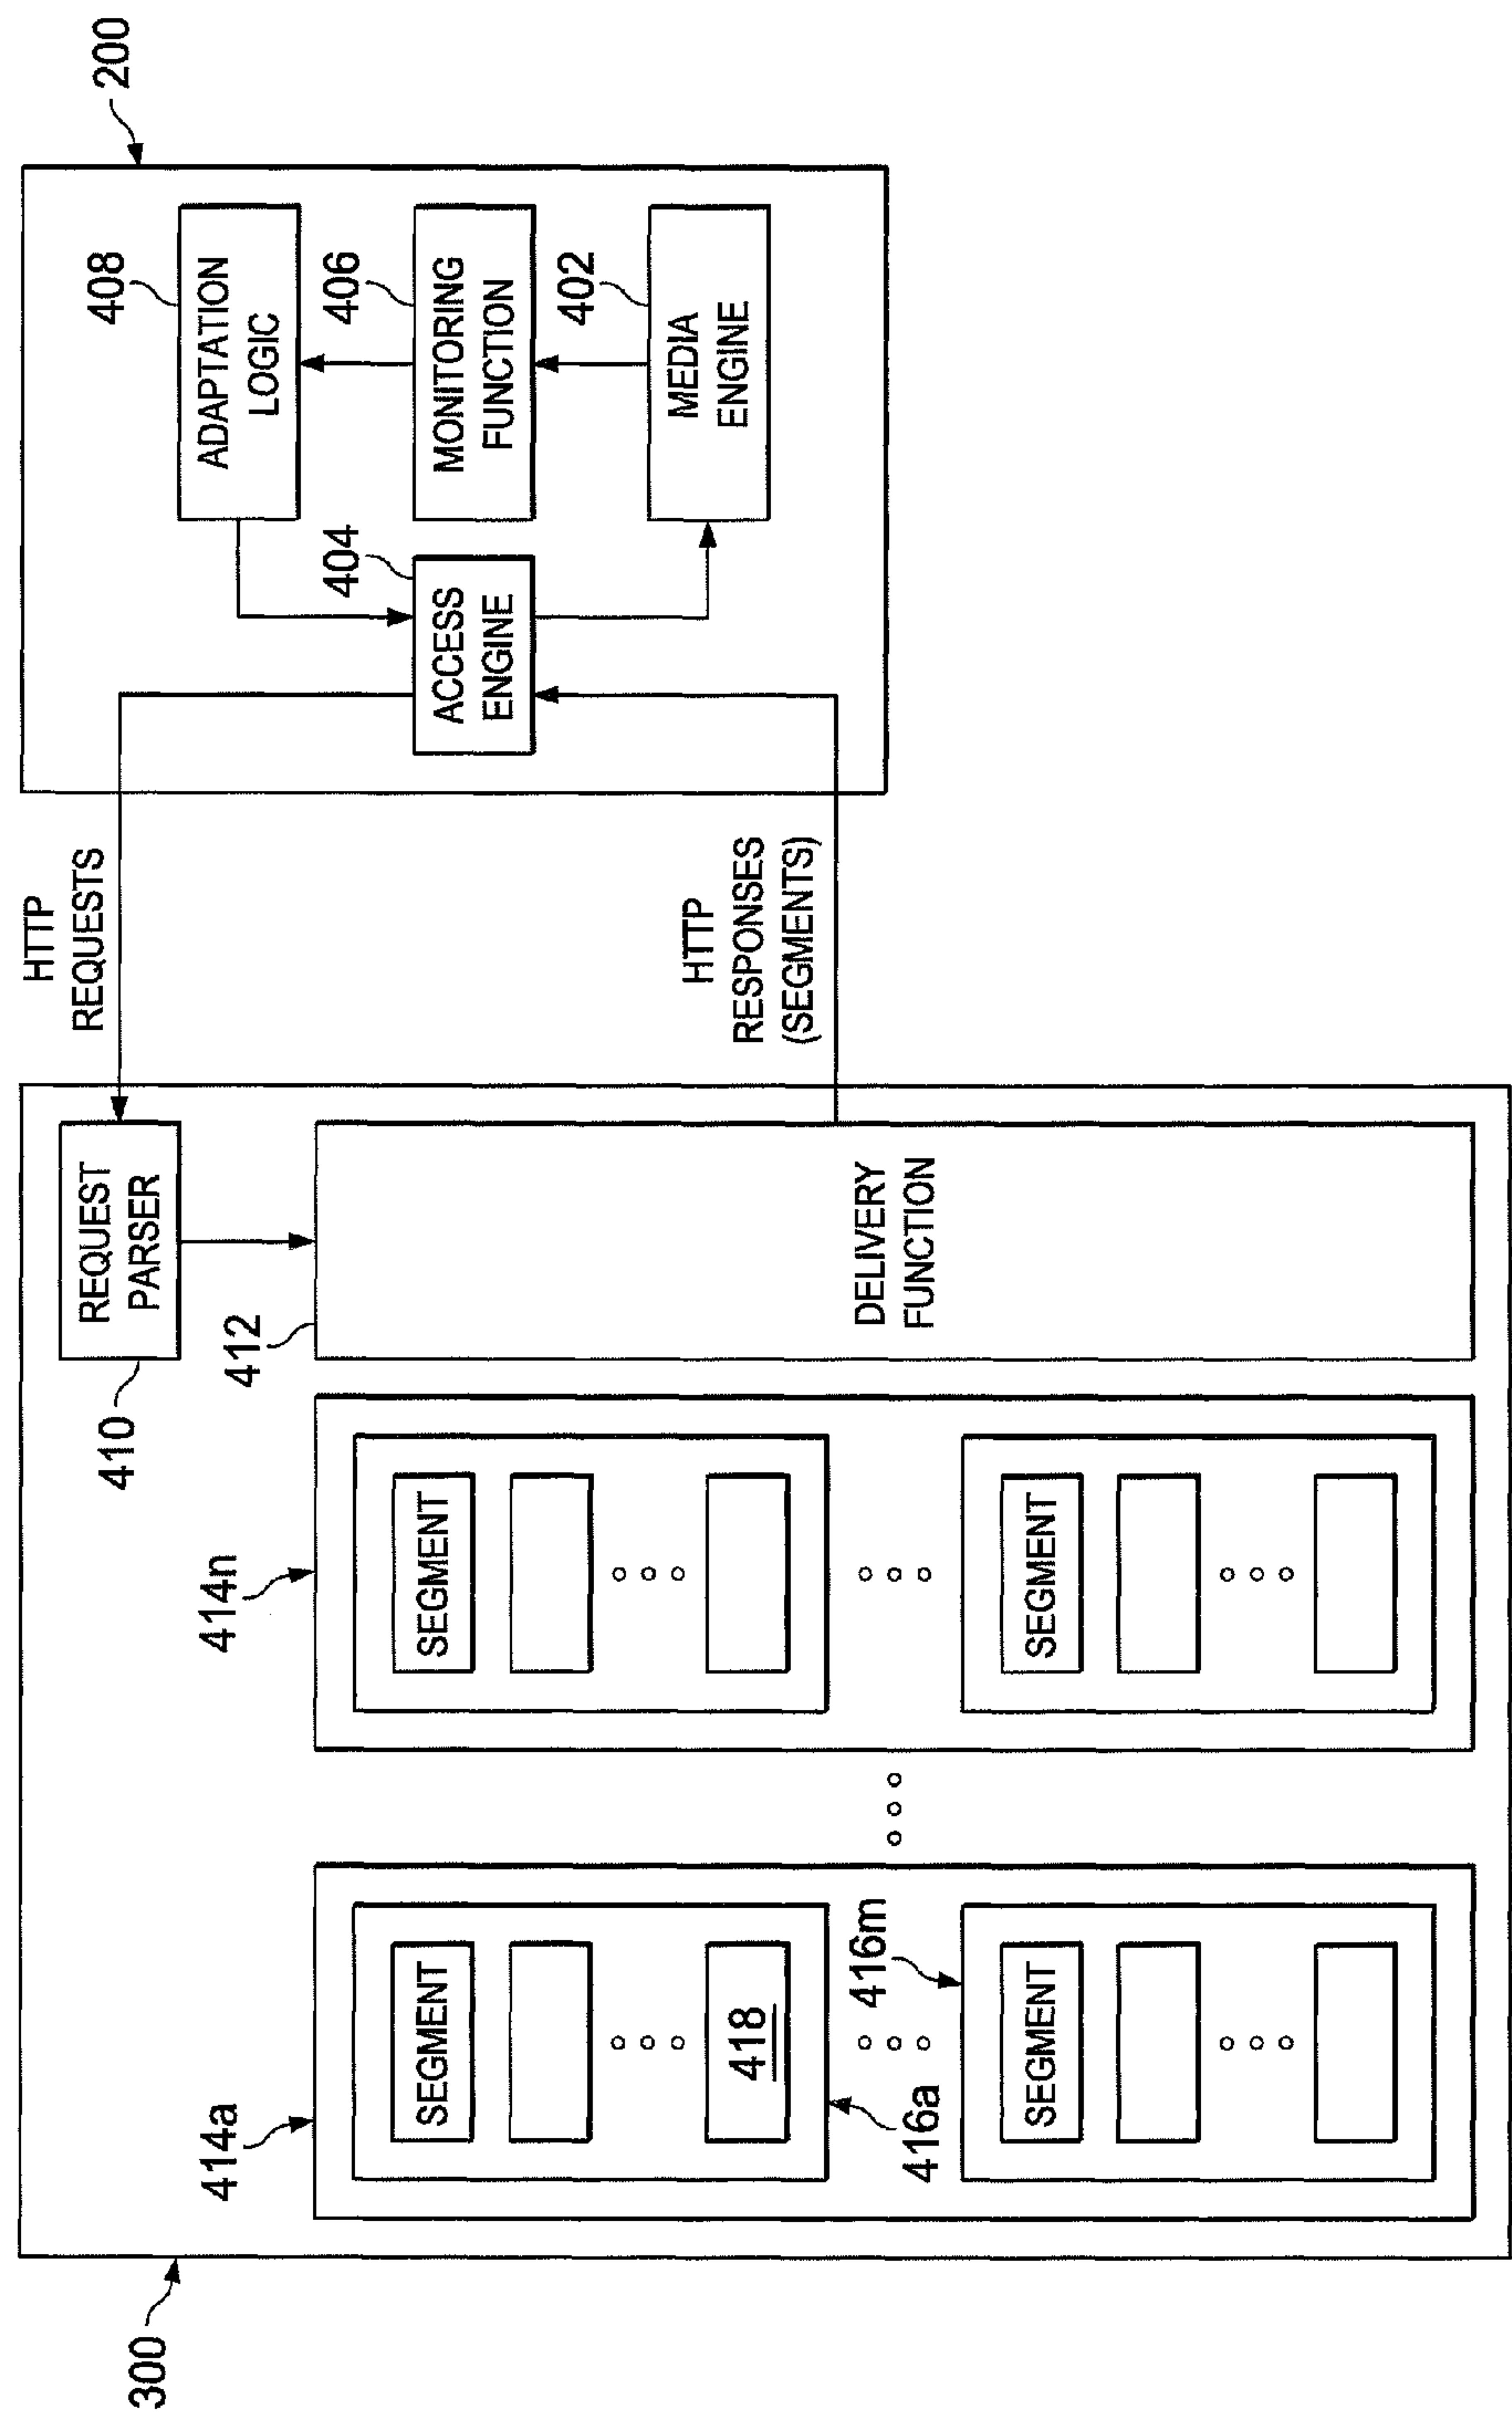 300
414a
SEGMENT
418
416a
416m
SEGMENT
414n
SEGMENT
SEGMENT
410
REQUEST
PARSER
412
DELIVERY
FUNCTION
HTTP
REQUESTS
HTTP
RESPONSES
(SEGMENTS)
200
404
ACCESS
ENGINE
408
ADAPTATION
LOGIC
406
MONITORING
FUNCTION
402
MEDIA
ENGINE